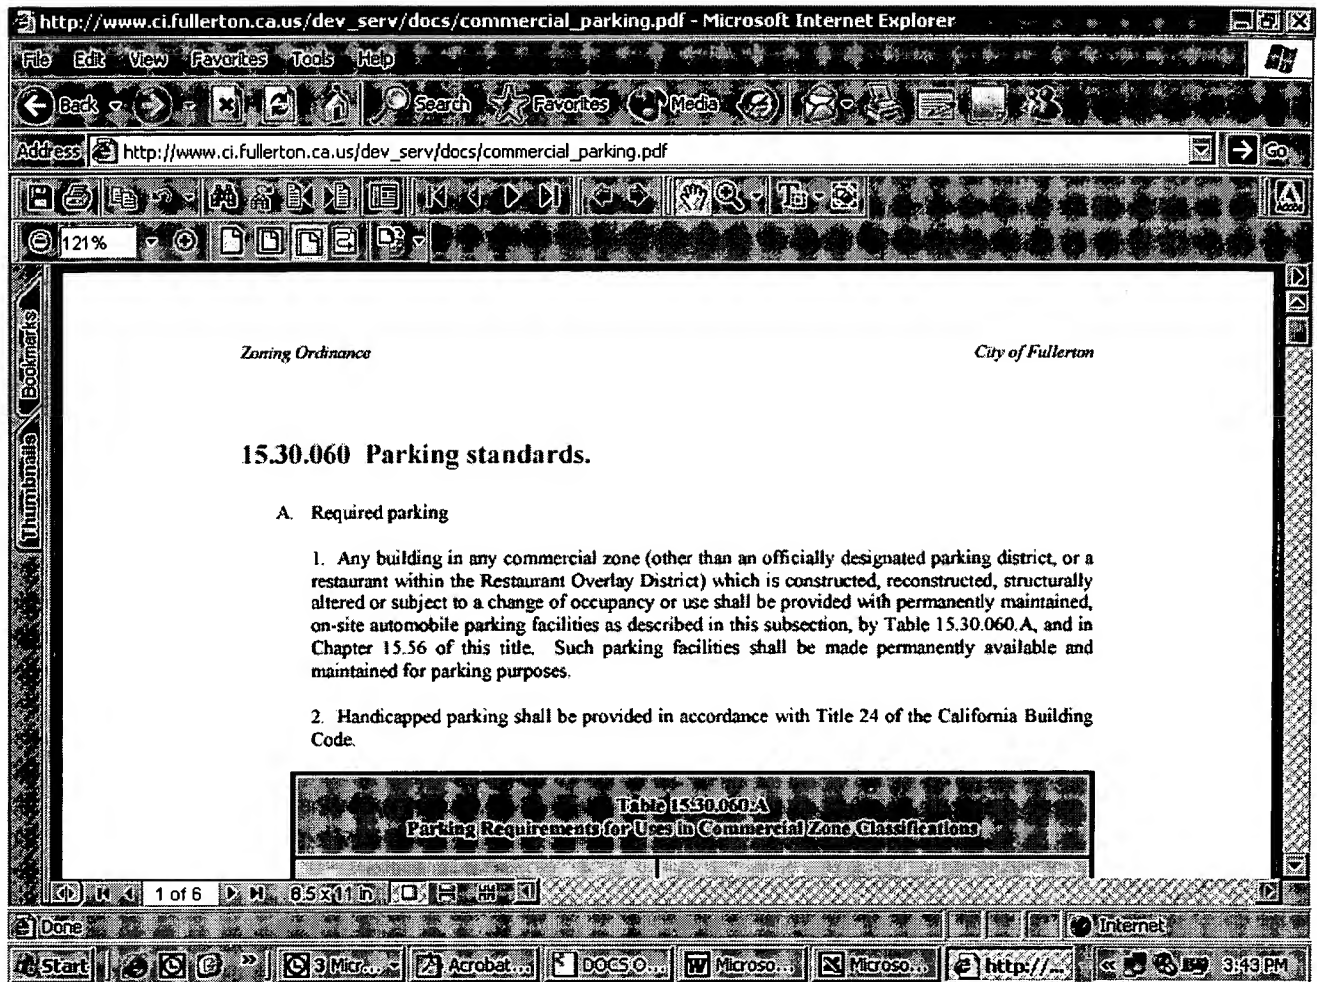 http://www.ci.fullerton.ca.us/dev_serv/docs/commercial_parking.pdf - Microsoft Internet Explorer
File Edit View Favorites Tools Help
Back Search Favorites Media
Address http://www.ci.fullerton.ca.us/dev_serv/docs/commercial_parking.pdf Go
121%
Bookmarks
Thumbnails
Zoning Ordinance City of Fullerton
15.30.060 Parking standards.
A. Required parking
1. Any building in any commercial zone (other than an officially designated parking district, or a
restaurant within the Restaurant Overlay District) which is constructed, reconstructed, structurally
altered or subject to a change of occupancy or use shall be provided with permanently maintained,
on-site automobile parking facilities as described in this subsection, by Table 15.30.060.A, and in
Chapter 15.56 of this title. Such parking facilities shall be made permanently available and
maintained for parking purposes.
2. Handicapped parking shall be provided in accordance with Title 24 of the California Building
Code.
Table 15.30.060.A
Parking Requirements for Uses in Commercial Zone Classifications
1 of 6 8.5 x 11 in
Done Internet
Start » 3 Micr... Acrobat... DOCS O... Microso... Microso... http://... « 3:43 PM